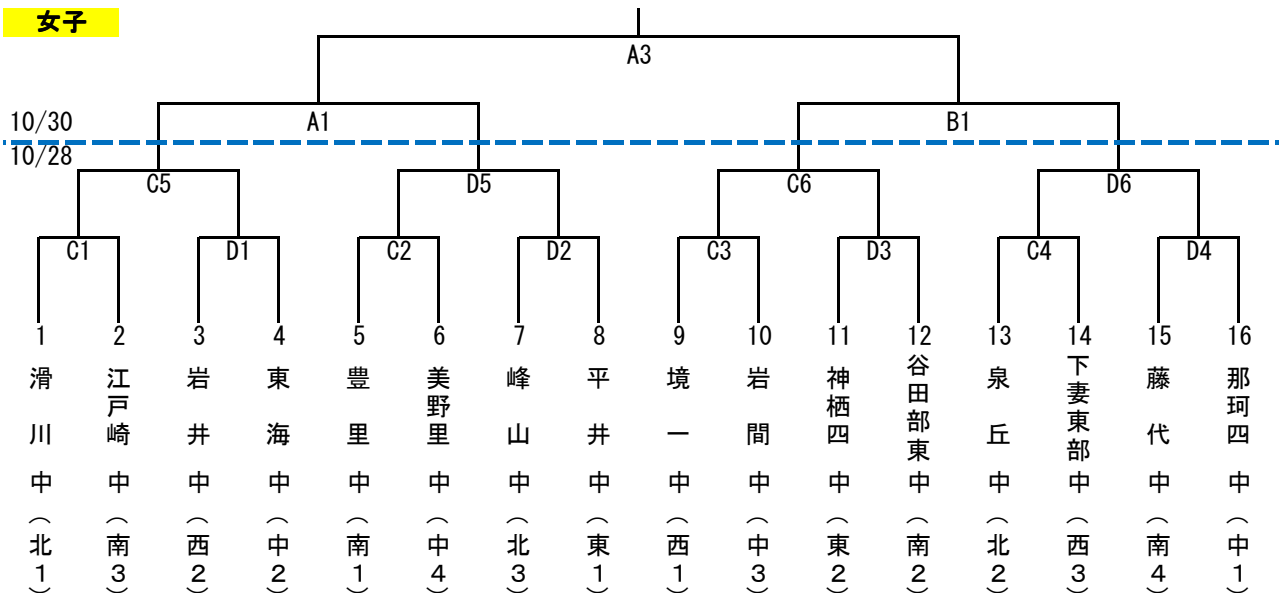 女子
A3
10/30
A1
B1
10/28
C5
D5
C6
D6
C1
D1
C2
D2
C3
D3
C4
D4
1
2
3
4
5
6
7
8
9
10
11
12
13
14
15
16
滑川中（北１）
江戸崎中（南３）
岩井中（西２）
東海中（中２）
豊里中（南１）
美野里中（中４）
峰山中（北３）
平井中（東１）
境一中（西１）
岩間中（中３）
神栖四中（東２）
谷田部東中（南２）
泉丘中（北２）
下妻東部中（西３）
藤代中（南４）
那珂四中（中１）